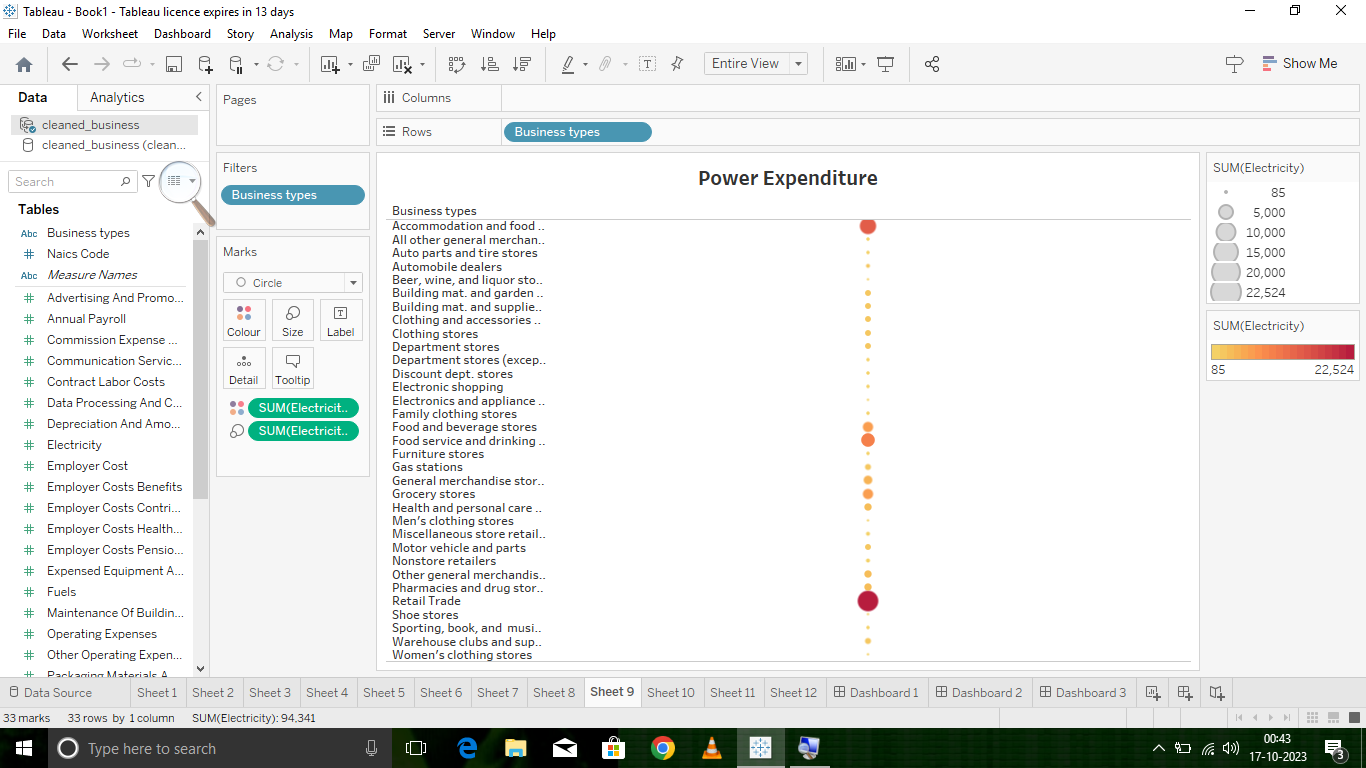 Tableau - Book1 - Tableau licence expires in 13 days
File Data Worksheet Dashboard Story Analysis Map Format Server Window Help
Entire View
Show Me
Data Analytics
cleaned_business
cleaned_business (clean...
Search
Tables
Abc Business types
# Naics Code
Abc Measure Names
# Advertising And Promo...
# Annual Payroll
# Commission Expense ...
# Communication Servic...
# Contract Labor Costs
# Data Processing And C...
# Depreciation And Amo...
# Electricity
# Employer Cost
# Employer Costs Benefits
# Employer Costs Contri...
# Employer Costs Health...
# Employer Costs Pensio...
# Expensed Equipment A...
# Fuels
# Maintenance Of Buildin...
# Operating Expenses
# Other Operating Expen...
# Packaging Materials A...
Pages
Filters
Business types
Marks
Circle
Colour Size Label
Detail Tooltip
SUM(Electricit..
SUM(Electricit..
Columns
Rows Business types
Power Expenditure
Business types
Accommodation and food ..
All other general merchan..
Auto parts and tire stores
Automobile dealers
Beer, wine, and liquor sto..
Building mat. and garden ..
Building mat. and supplie..
Clothing and accessories ..
Clothing stores
Department stores
Department stores (excep..
Discount dept. stores
Electronic shopping
Electronics and appliance ..
Family clothing stores
Food and beverage stores
Food service and drinking ..
Furniture stores
Gas stations
General merchandise stor..
Grocery stores
Health and personal care ..
Men's clothing stores
Miscellaneous store retail..
Motor vehicle and parts
Nonstore retailers
Other general merchandis..
Pharmacies and drug stor..
Retail Trade
Shoe stores
Sporting, book, and musi..
Warehouse clubs and sup..
Women's clothing stores
SUM(Electricity)
85
5,000
10,000
15,000
20,000
22,524
SUM(Electricity)
85 22,524
Data Source Sheet 1 Sheet 2 Sheet 3 Sheet 4 Sheet 5 Sheet 6 Sheet 7 Sheet 8 Sheet 9 Sheet 10 Sheet 11 Sheet 12 Dashboard 1 Dashboard 2 Dashboard 3
33 marks 33 rows by 1 column SUM(Electricity): 94,341
Type here to search
00:43
17-10-2023
3